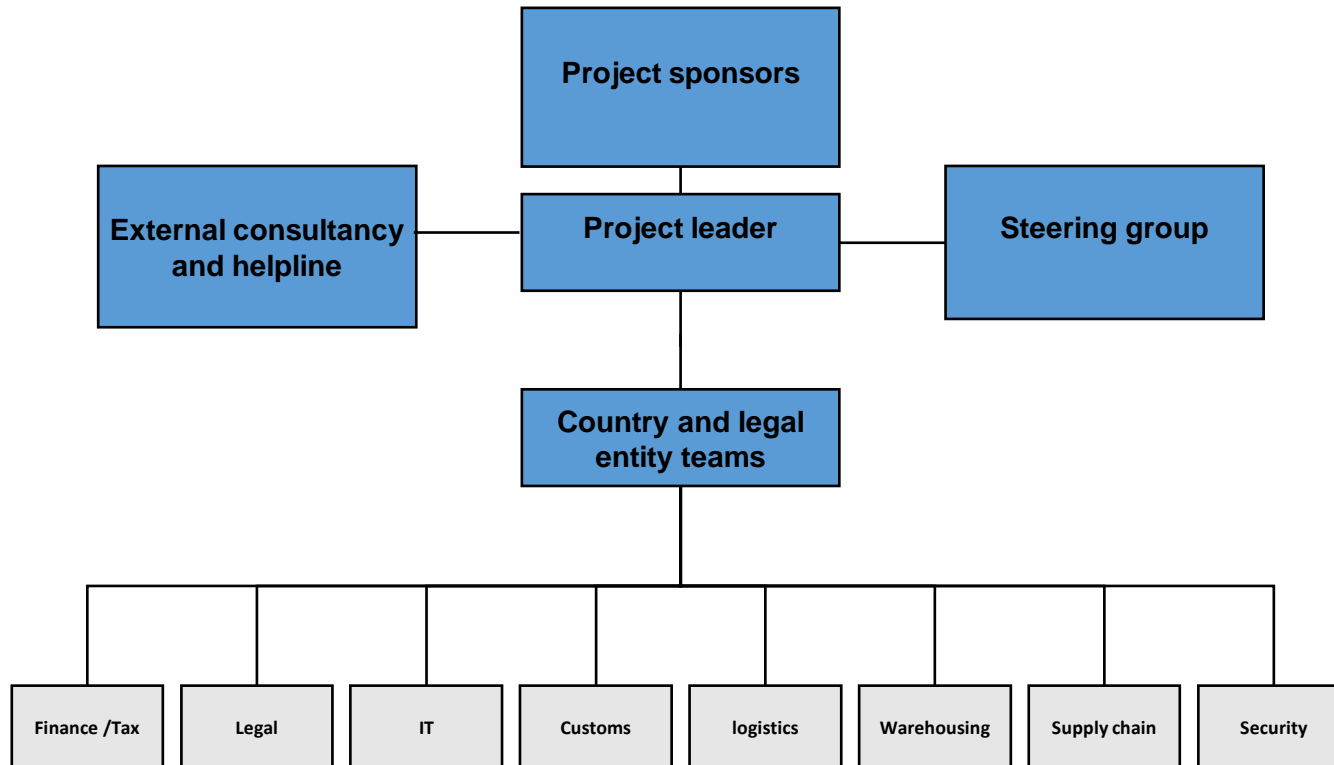 Project sponsors
External consultancy
and helpline
Project leader
Steering group
Country and legal
entity teams
Finance /Tax
Legal
IT
Customs
logistics
Warehousing
Supply chain
Security